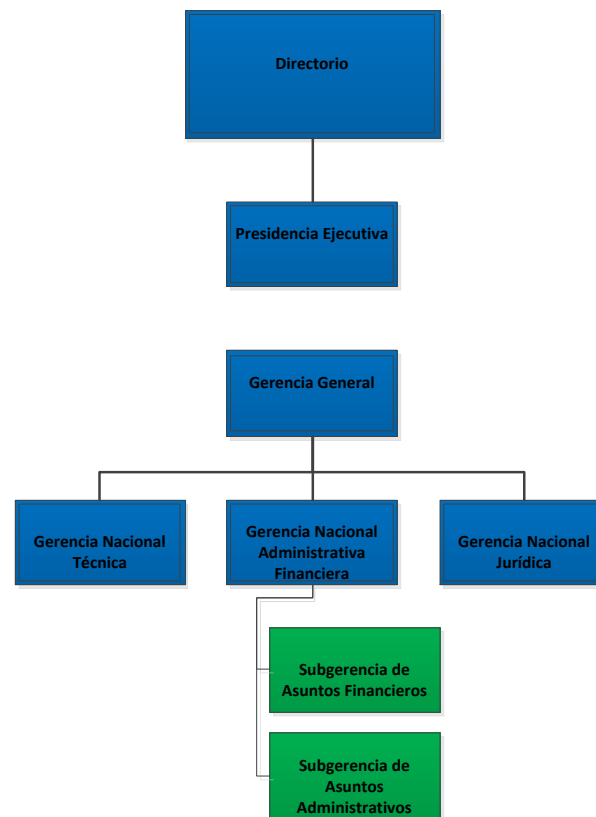 Directorio
Presidencia Ejecutiva
Gerencia General
Gerencia Nacional
Técnica
Gerencia Nacional
Administrativa
Financiera
Gerencia Nacional
Jurídica
Subgerencia de
Asuntos Financieros
Subgerencia de
Asuntos
Administrativos